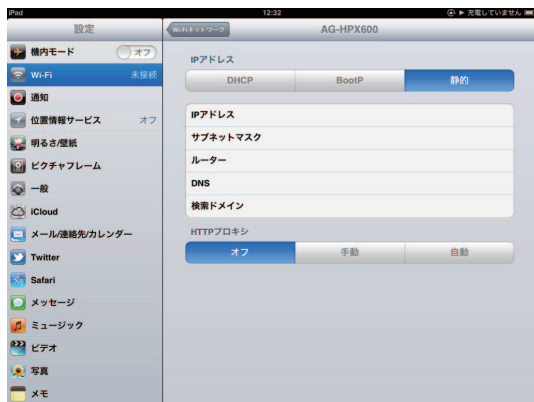 iPad 12:32 充電していません
設定
Wi-Fiネットワーク
AG-HPX600
機内モード オフ
Wi-Fi 未接続
通知
位置情報サービス オフ
明るさ/壁紙
ピクチャフレーム
一般
iCloud
メール/連絡先/カレンダー
Twitter
Safari
メッセージ
ミュージック
ビデオ
写真
メモ
IPアドレス
DHCP BootP 静的
IPアドレス
サブネットマスク
ルーター
DNS
検索ドメイン
HTTPプロキシ
オフ 手動 自動